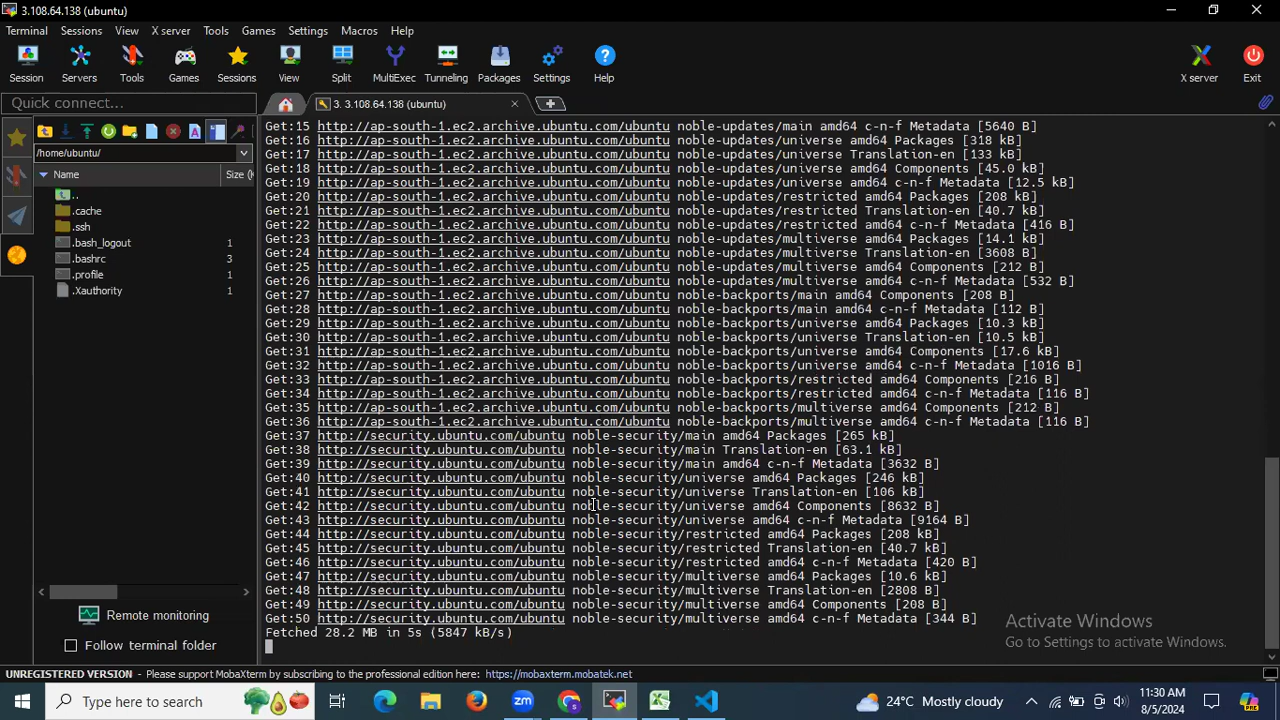 3.108.64.138 (ubuntu)
Terminal Sessions View X server Tools Games Settings Macros Help
Session Servers Tools Games Sessions View Split MultiExec Tunneling Packages Settings Help X server Exit
Quick connect...
3. 3.108.64.138 (ubuntu)
/home/ubuntu/
Name Size (K
..
.cache
.ssh
.bash_logout 1
.bashrc 3
.profile 1
.Xauthority 1
Remote monitoring
Follow terminal folder
Get:15 http://ap-south-1.ec2.archive.ubuntu.com/ubuntu noble-updates/main amd64 c-n-f Metadata [5640 B]
Get:16 http://ap-south-1.ec2.archive.ubuntu.com/ubuntu noble-updates/universe amd64 Packages [318 kB]
Get:17 http://ap-south-1.ec2.archive.ubuntu.com/ubuntu noble-updates/universe Translation-en [133 kB]
Get:18 http://ap-south-1.ec2.archive.ubuntu.com/ubuntu noble-updates/universe amd64 Components [45.0 kB]
Get:19 http://ap-south-1.ec2.archive.ubuntu.com/ubuntu noble-updates/universe amd64 c-n-f Metadata [12.5 kB]
Get:20 http://ap-south-1.ec2.archive.ubuntu.com/ubuntu noble-updates/restricted amd64 Packages [208 kB]
Get:21 http://ap-south-1.ec2.archive.ubuntu.com/ubuntu noble-updates/restricted Translation-en [40.7 kB]
Get:22 http://ap-south-1.ec2.archive.ubuntu.com/ubuntu noble-updates/restricted amd64 c-n-f Metadata [416 B]
Get:23 http://ap-south-1.ec2.archive.ubuntu.com/ubuntu noble-updates/multiverse amd64 Packages [14.1 kB]
Get:24 http://ap-south-1.ec2.archive.ubuntu.com/ubuntu noble-updates/multiverse Translation-en [3608 B]
Get:25 http://ap-south-1.ec2.archive.ubuntu.com/ubuntu noble-updates/multiverse amd64 Components [212 B]
Get:26 http://ap-south-1.ec2.archive.ubuntu.com/ubuntu noble-updates/multiverse amd64 c-n-f Metadata [532 B]
Get:27 http://ap-south-1.ec2.archive.ubuntu.com/ubuntu noble-backports/main amd64 Components [208 B]
Get:28 http://ap-south-1.ec2.archive.ubuntu.com/ubuntu noble-backports/main amd64 c-n-f Metadata [112 B]
Get:29 http://ap-south-1.ec2.archive.ubuntu.com/ubuntu noble-backports/universe amd64 Packages [10.3 kB]
Get:30 http://ap-south-1.ec2.archive.ubuntu.com/ubuntu noble-backports/universe Translation-en [10.5 kB]
Get:31 http://ap-south-1.ec2.archive.ubuntu.com/ubuntu noble-backports/universe amd64 Components [17.6 kB]
Get:32 http://ap-south-1.ec2.archive.ubuntu.com/ubuntu noble-backports/universe amd64 c-n-f Metadata [1016 B]
Get:33 http://ap-south-1.ec2.archive.ubuntu.com/ubuntu noble-backports/restricted amd64 Components [216 B]
Get:34 http://ap-south-1.ec2.archive.ubuntu.com/ubuntu noble-backports/restricted amd64 c-n-f Metadata [116 B]
Get:35 http://ap-south-1.ec2.archive.ubuntu.com/ubuntu noble-backports/multiverse amd64 Components [212 B]
Get:36 http://ap-south-1.ec2.archive.ubuntu.com/ubuntu noble-backports/multiverse amd64 c-n-f Metadata [116 B]
Get:37 http://security.ubuntu.com/ubuntu noble-security/main amd64 Packages [265 kB]
Get:38 http://security.ubuntu.com/ubuntu noble-security/main Translation-en [63.1 kB]
Get:39 http://security.ubuntu.com/ubuntu noble-security/main amd64 c-n-f Metadata [3632 B]
Get:40 http://security.ubuntu.com/ubuntu noble-security/universe amd64 Packages [246 kB]
Get:41 http://security.ubuntu.com/ubuntu noble-security/universe Translation-en [106 kB]
Get:42 http://security.ubuntu.com/ubuntu noble-security/universe amd64 Components [8632 B]
Get:43 http://security.ubuntu.com/ubuntu noble-security/universe amd64 c-n-f Metadata [9164 B]
Get:44 http://security.ubuntu.com/ubuntu noble-security/restricted amd64 Packages [208 kB]
Get:45 http://security.ubuntu.com/ubuntu noble-security/restricted Translation-en [40.7 kB]
Get:46 http://security.ubuntu.com/ubuntu noble-security/restricted amd64 c-n-f Metadata [420 B]
Get:47 http://security.ubuntu.com/ubuntu noble-security/multiverse amd64 Packages [10.6 kB]
Get:48 http://security.ubuntu.com/ubuntu noble-security/multiverse Translation-en [2808 B]
Get:49 http://security.ubuntu.com/ubuntu noble-security/multiverse amd64 Components [208 B]
Get:50 http://security.ubuntu.com/ubuntu noble-security/multiverse amd64 c-n-f Metadata [344 B]
Fetched 28.2 MB in 5s (5847 kB/s)
Activate Windows
Go to Settings to activate Windows.
UNREGISTERED VERSION - Please support MobaXterm by subscribing to the professional edition here: https://mobaxterm.mobatek.net
Type here to search
24°C Mostly cloudy
11:30 AM
8/5/2024